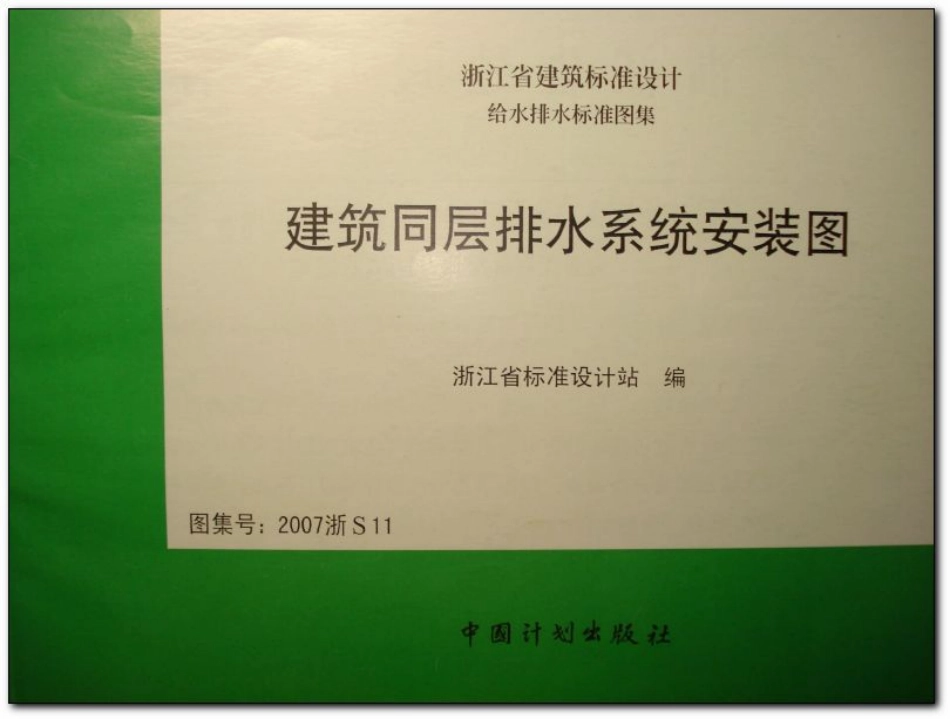 浙江省建筑标准设计
给水排水标准图集
建筑同层排水系统安装图
浙江省标准设计站 编
图集号：2007浙S11
中国计划出版社